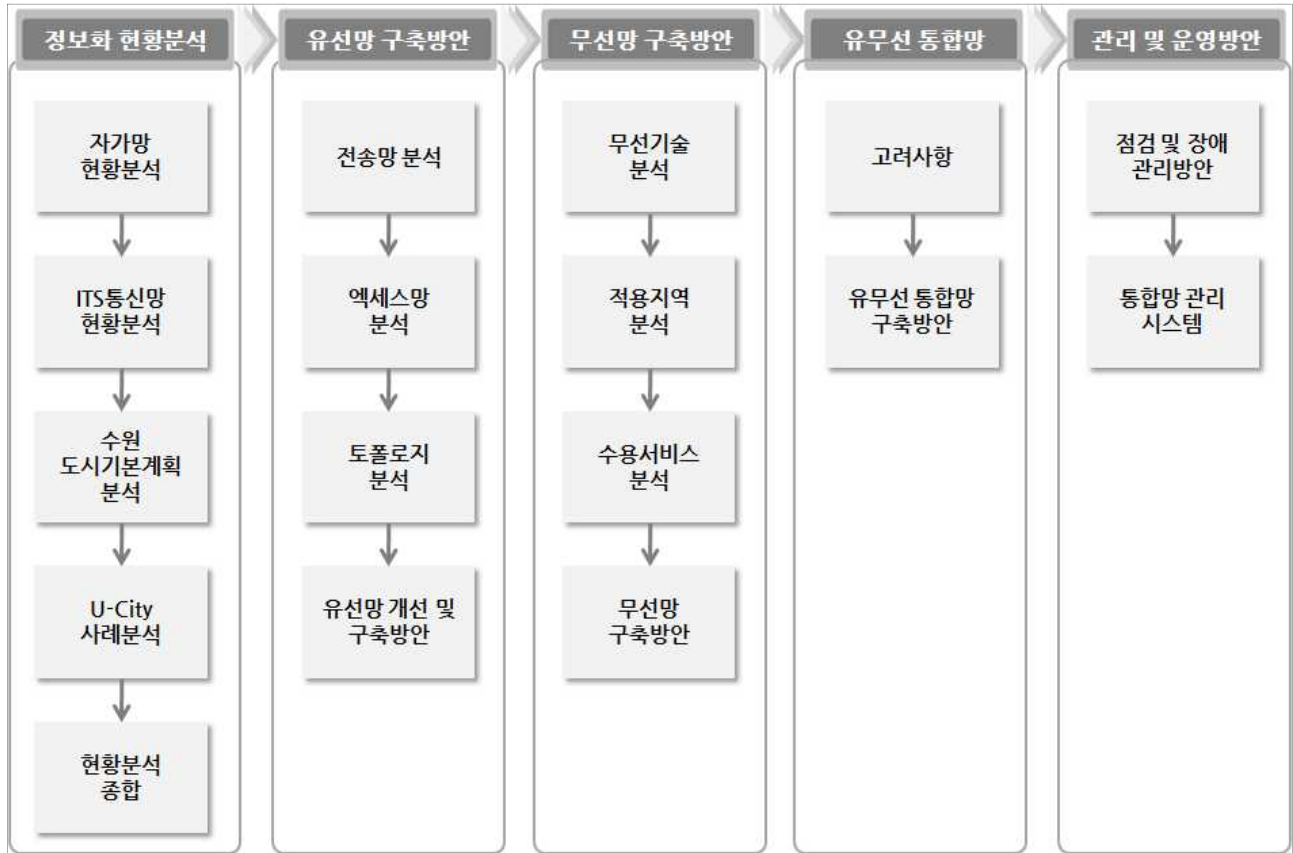 정보화 현황분석
유선망 구축방안
무선망 구축방안
유무선 통합망
관리 및 운영방안
자가망
현황분석
ITS통신망
현황분석
수원
도시기본계획
분석
U-City
사례분석
현황분석
종합
전송망 분석
엑세스망
분석
토폴로지
분석
유선망 개선 및
구축방안
무선기술
분석
적용지역
분석
수용서비스
분석
무선망
구축방안
고려사항
유무선 통합망
구축방안
점검 및 장애
관리방안
통합망 관리
시스템